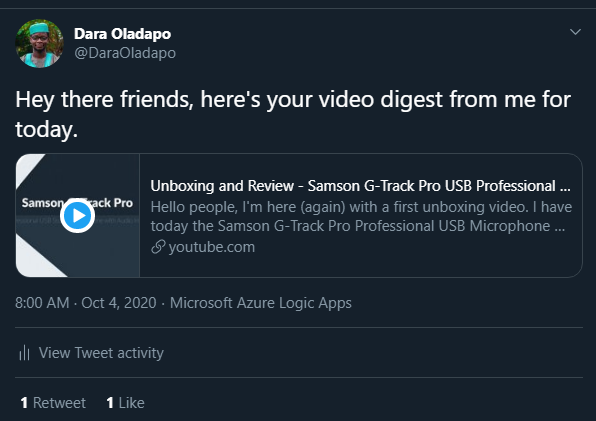 Dara Oladapo
@DaraOladapo
Hey there friends, here's your video digest from me for
today.
Samson G-Track Pro
Unboxing and Review - Samson G-Track Pro USB Professional ...
Hello people, I'm here (again) with a first unboxing video. I have
today the Samson G-Track Pro Professional USB Microphone ...
youtube.com
8:00 AM · Oct 4, 2020 · Microsoft Azure Logic Apps
View Tweet activity
1 Retweet 1 Like